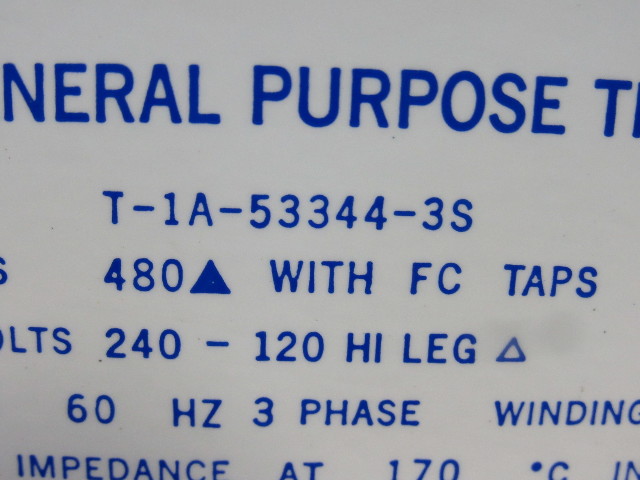 NERAL PURPOSE
T-1A-53344-3S
S 480▲ WITH FC TAPS
OLTS 240 - 120 HI LEG △
60 HZ 3 PHASE WINDING
IMPEDANCE AT 170 °C IN